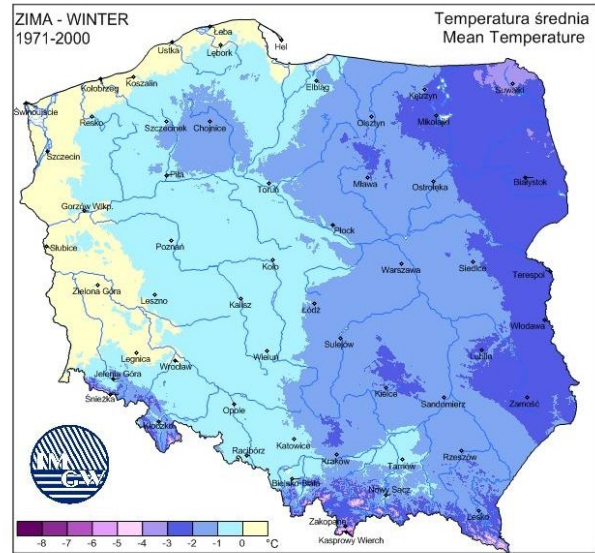 ZIMA - WINTER
1971-2000
Temperatura średnia
Mean Temperature
Łeba
Ustka
Lębork
Hel
Koszalin
Kołobrzeg
Świnoujście
Resko
Szczecinek
Chojnice
Elbląg
Kętrzyn
Suwałki
Olsztyn
Mikołajki
Szczecin
Piła
Toruń
Mława
Ostrołęka
Białystok
Gorzów Wlkp.
Płock
Słubice
Poznań
Koło
Warszawa
Siedlce
Terespol
Zielona Góra
Leszno
Kalisz
Łódź
Włodawa
Legnica
Wrocław
Wieluń
Sulejów
Lublin
Jelenia Góra
Śnieżka
Kłodzko
Opole
Kielce
Sandomierz
Zamość
Racibórz
Katowice
Kraków
Tarnów
Rzeszów
Bielsko-Biała
Nowy Sącz
Lesko
Zakopane
Kasprowy Wierch
IM
GW
-8 -7 -6 -5 -4 -3 -2 -1 0 °C